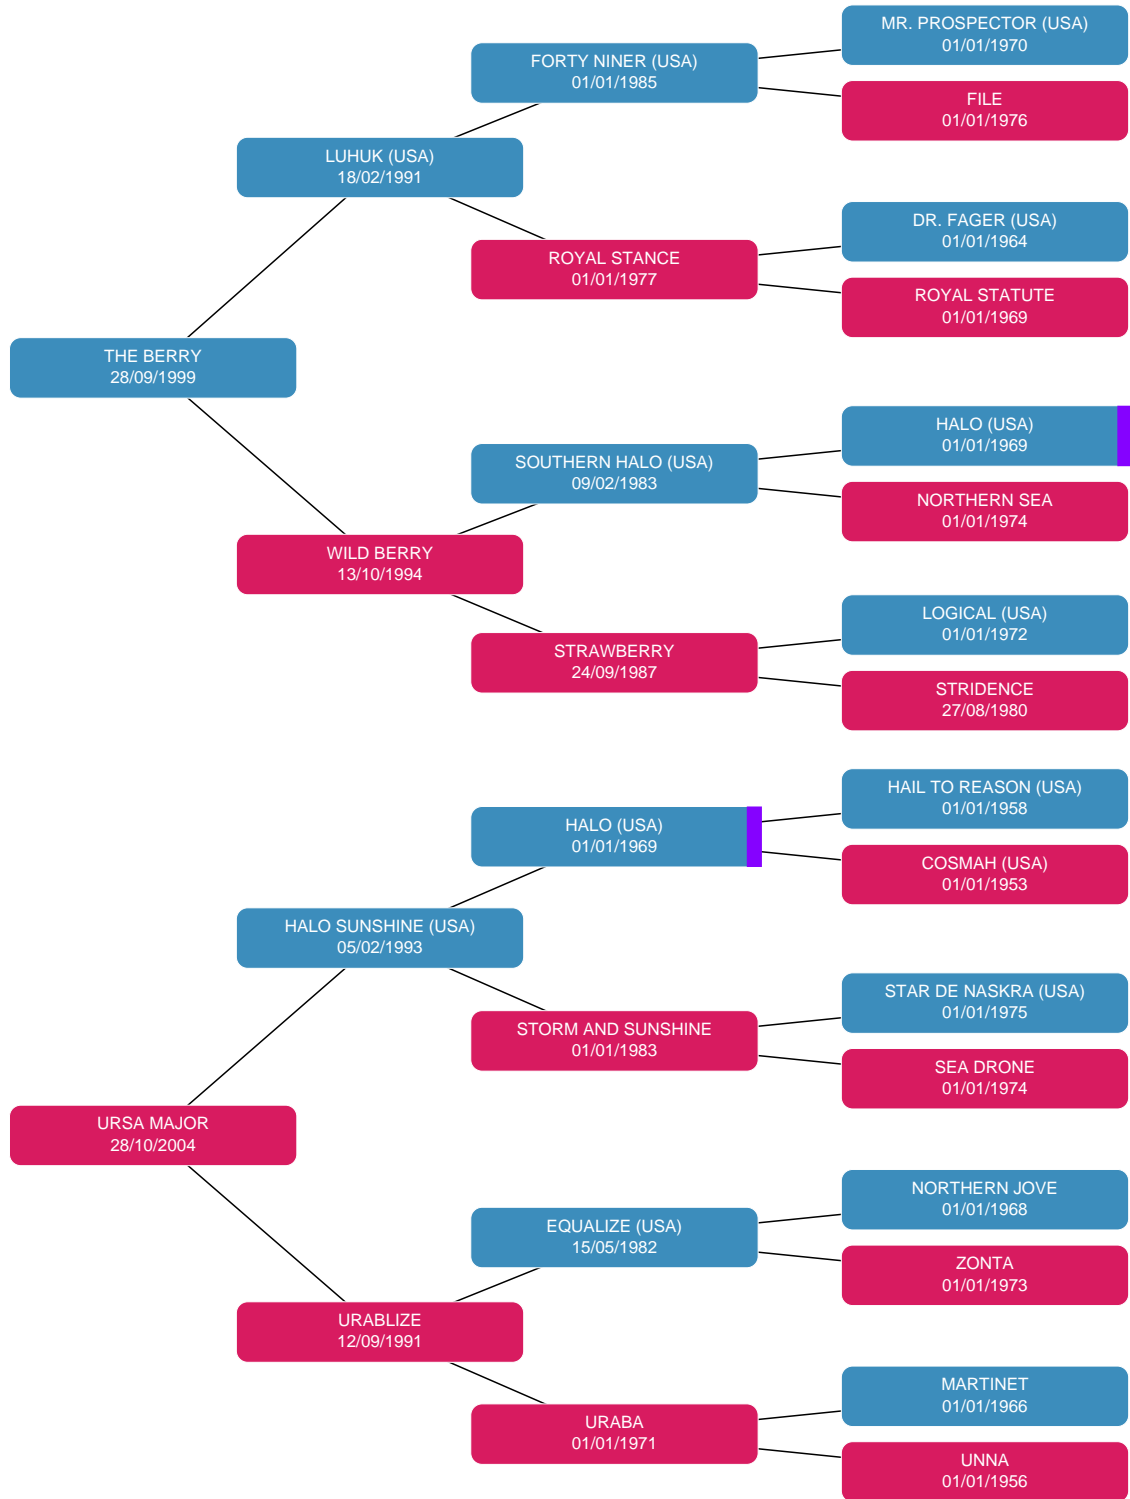 MR. PROSPECTOR (USA)
01/01/1970
FORTY NINER (USA)
01/01/1985
FILE
01/01/1976
LUHUK (USA)
18/02/1991
DR. FAGER (USA)
01/01/1964
ROYAL STANCE
01/01/1977
ROYAL STATUTE
01/01/1969
THE BERRY
28/09/1999
HALO (USA)
01/01/1969
SOUTHERN HALO (USA)
09/02/1983
NORTHERN SEA
01/01/1974
WILD BERRY
13/10/1994
LOGICAL (USA)
01/01/1972
STRAWBERRY
24/09/1987
STRIDENCE
27/08/1980
HAIL TO REASON (USA)
01/01/1958
HALO (USA)
01/01/1969
COSMAH (USA)
01/01/1953
HALO SUNSHINE (USA)
05/02/1993
STAR DE NASKRA (USA)
01/01/1975
STORM AND SUNSHINE
01/01/1983
SEA DRONE
01/01/1974
URSA MAJOR
28/10/2004
NORTHERN JOVE
01/01/1968
EQUALIZE (USA)
15/05/1982
ZONTA
01/01/1973
URABLIZE
12/09/1991
MARTINET
01/01/1966
URABA
01/01/1971
UNNA
01/01/1956